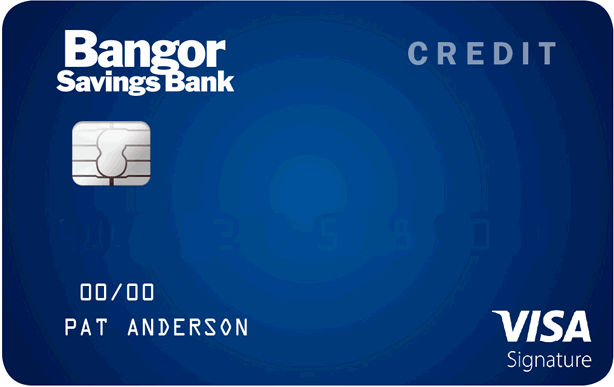 Bangor
Savings Bank
CREDIT
00/00
PAT ANDERSON
VISA
Signature